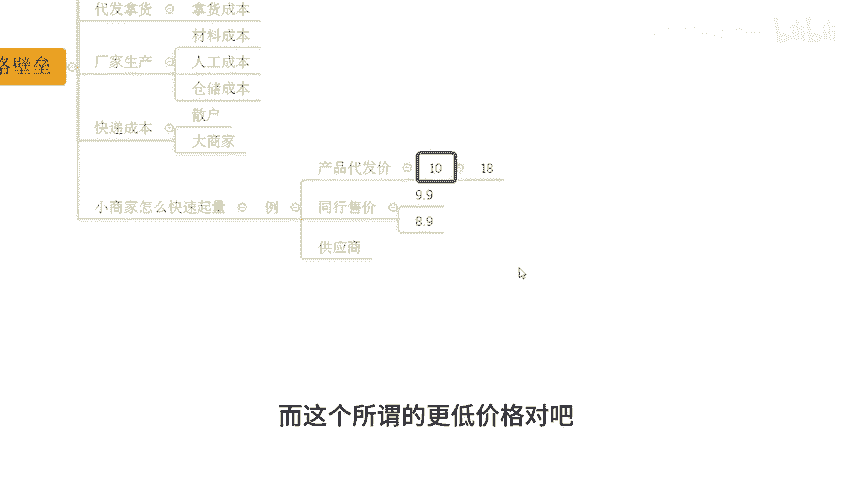 代发拿货 拿货成本
格壁垒
厂家生产 材料成本
人工成本
仓储成本
快递成本 散户
大商家
小商家怎么快速起量 例 产品代发价 10 18
同行售价 9.9
8.9
供应商
而这个所谓的更低价格对吧
bilibili